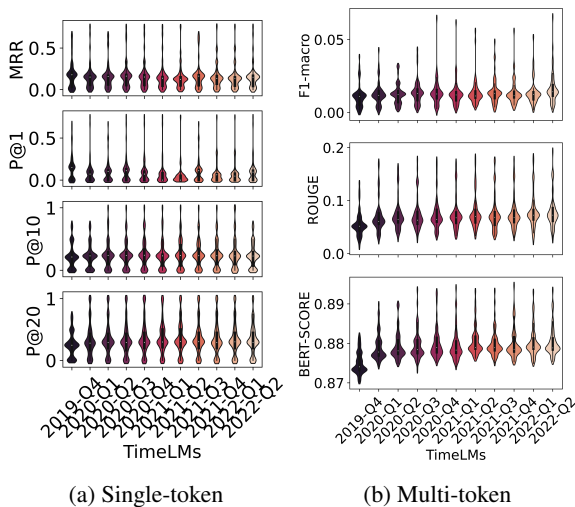 MRR
0.5
0.0
P@1
0.5
0.0
P@10
1
0
P@20
1
0
2019-Q4
2020-Q1
2020-Q2
2020-Q3
2020-Q4
2021-Q1
2021-Q2
2021-Q3
2021-Q4
2022-Q1
2022-Q2
TimeLMs
(a) Single-token
F1-macro
0.05
0.00
ROUGE
0.2
0.1
0.0
BERT-SCORE
0.89
0.88
0.87
2019-Q4
2020-Q1
2020-Q2
2020-Q3
2020-Q4
2021-Q1
2021-Q2
2021-Q3
2021-Q4
2022-Q1
2022-Q2
TimeLMs
(b) Multi-token